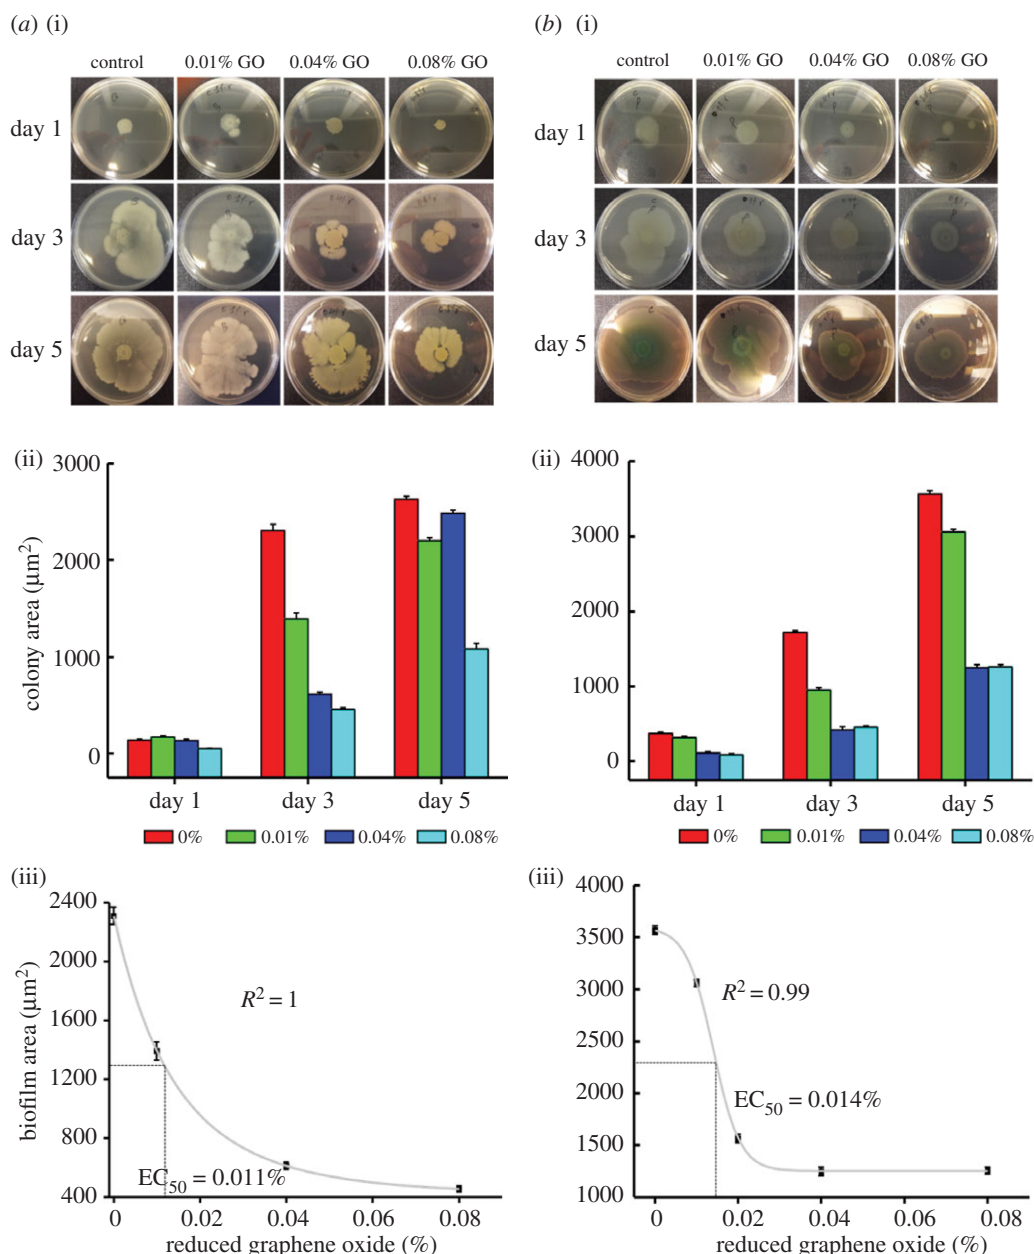 (a) (i)
control 0.01% GO 0.04% GO 0.08% GO
day 1
day 3
day 5
(ii)
3000
2000
1000
0
colony area (μm²)
day 1 day 3 day 5
0% 0.01% 0.04% 0.08%
(iii)
2400
2200
1600
1200
800
400
biofilm area (μm²)
R² = 1
EC₅₀ = 0.011%
0 0.02 0.04 0.06 0.08
reduced graphene oxide (%)
(b) (i)
control 0.01% GO 0.04% GO 0.08% GO
day 1
day 3
day 5
(ii)
4000
3000
2000
1000
0
day 1 day 3 day 5
0% 0.01% 0.04% 0.08%
(iii)
4000
3500
3000
2500
2000
1500
1000
R² = 0.99
EC₅₀ = 0.014%
0 0.02 0.04 0.06 0.08
reduced graphene oxide (%)